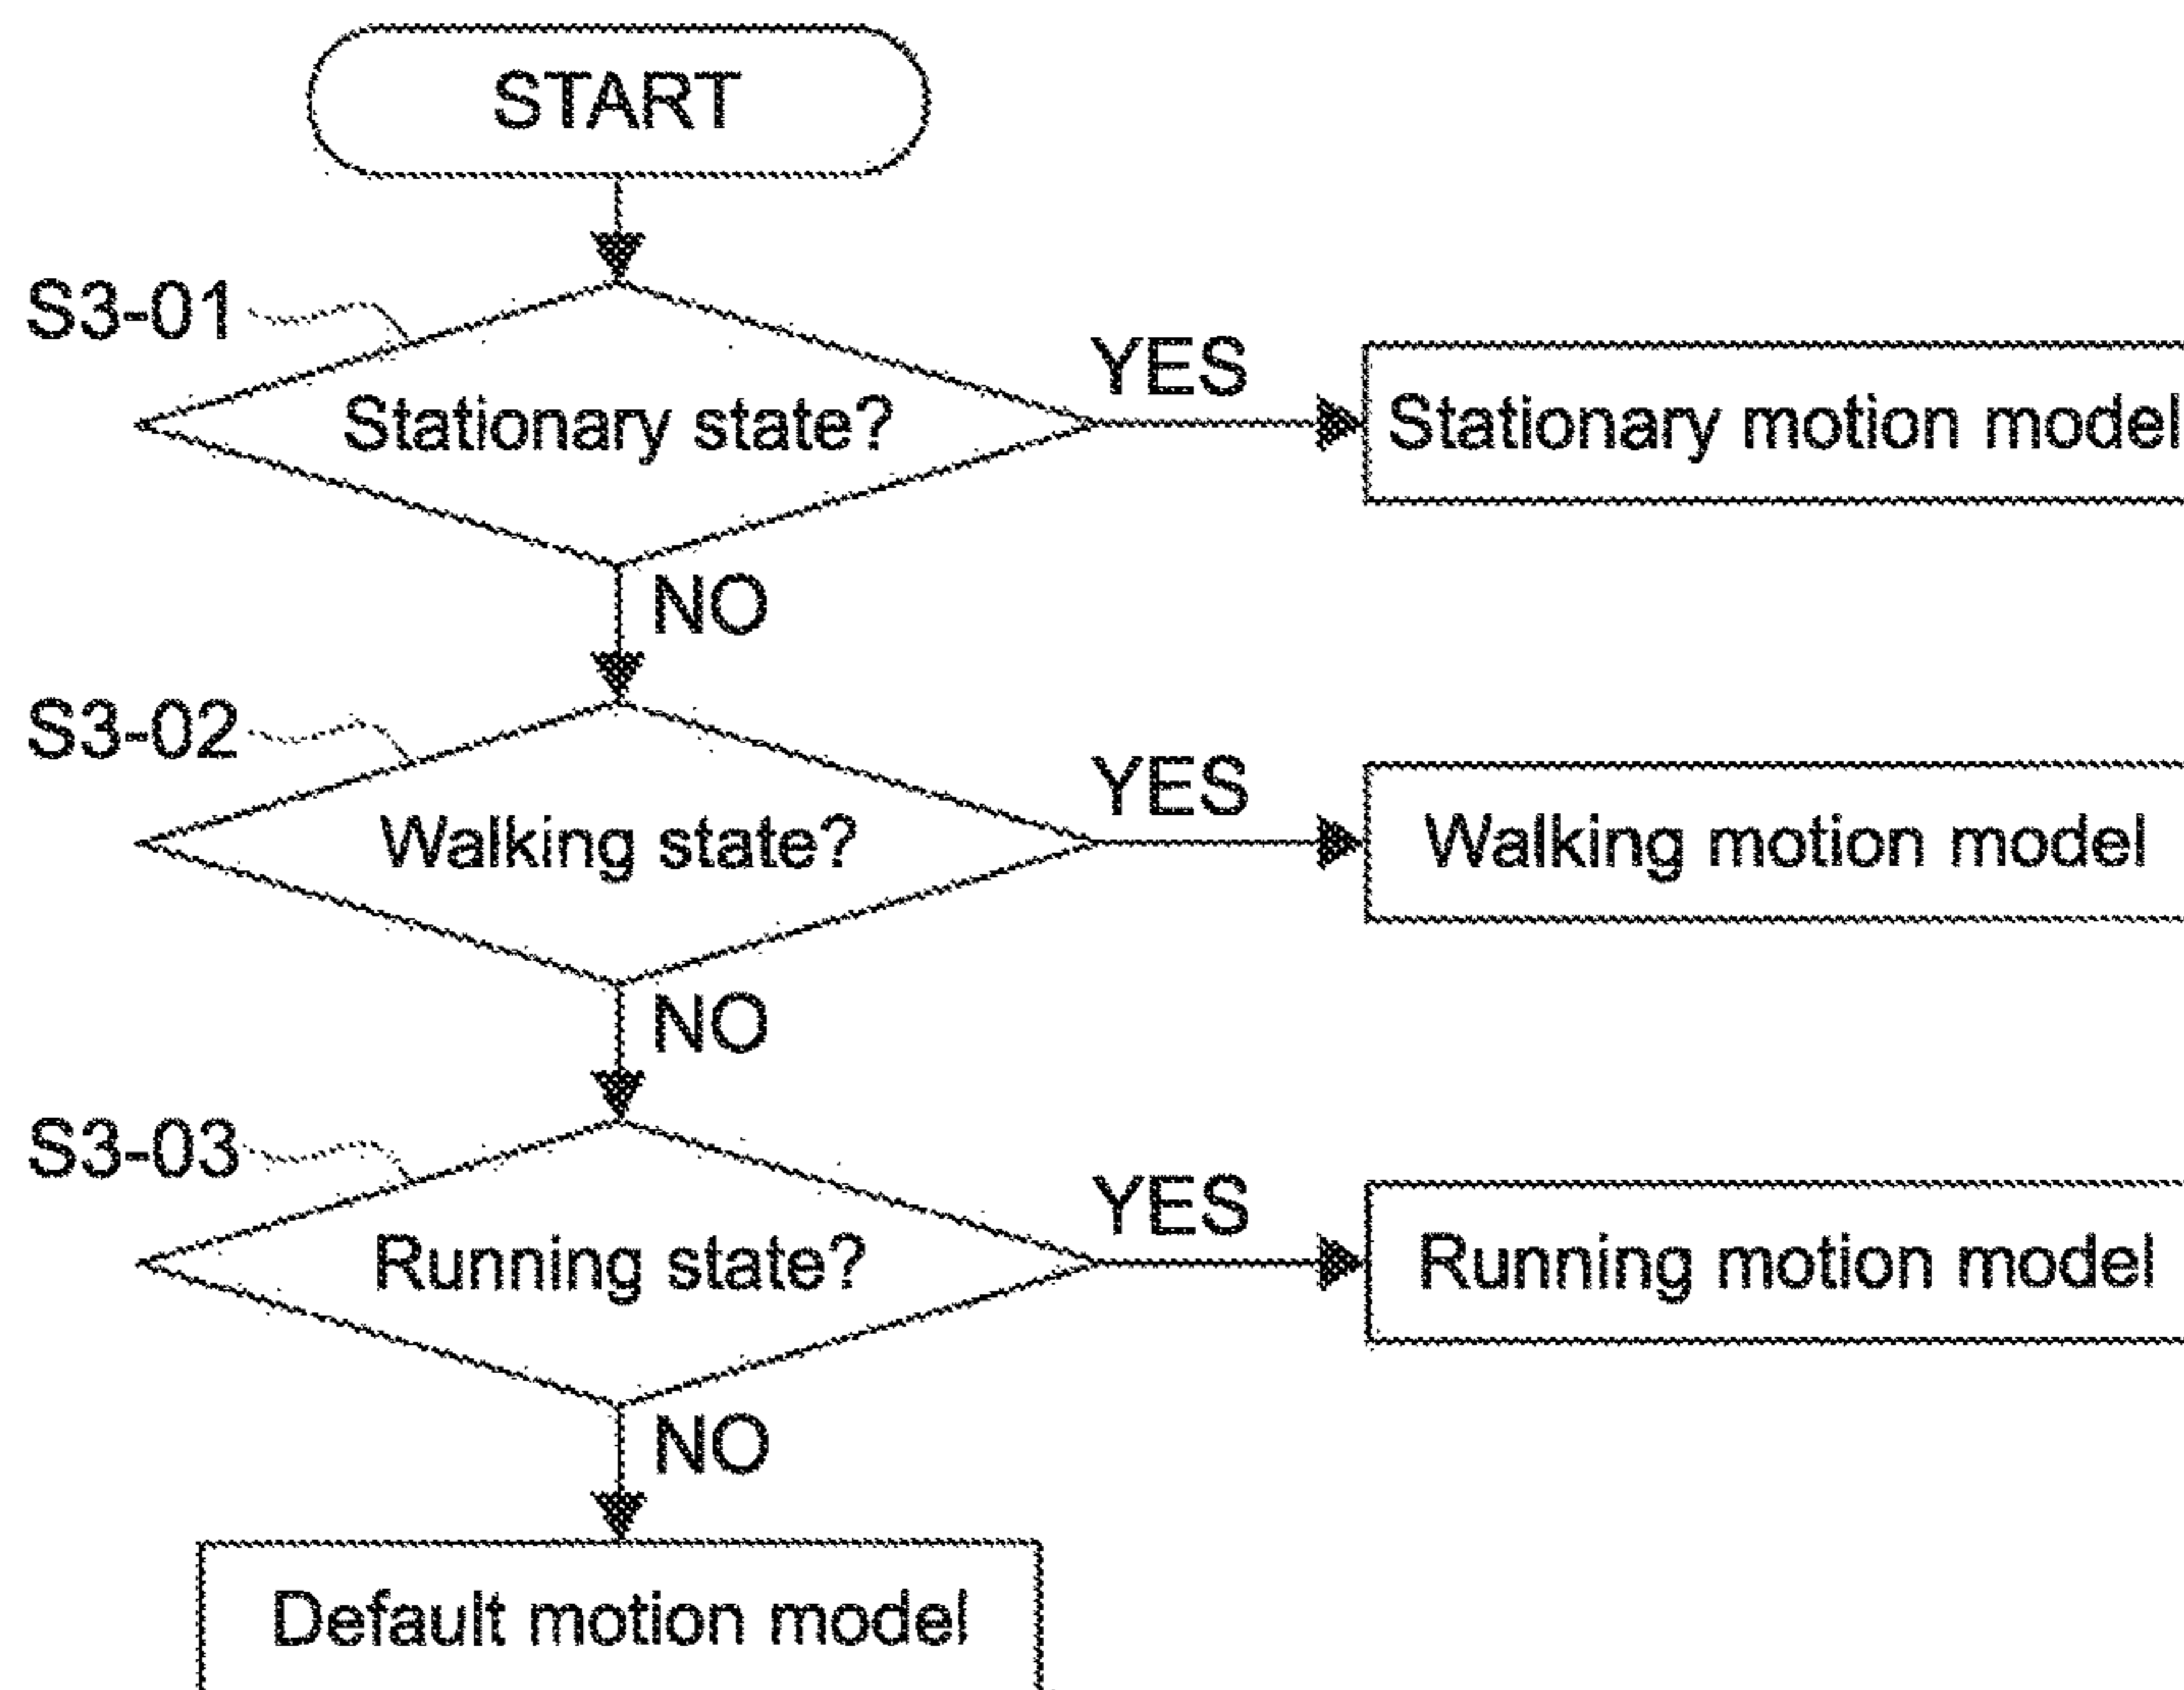 START
S3-01
Stationary state?
YES
Stationary motion model
NO
S3-02
Walking state?
YES
Walking motion model
NO
S3-03
Running state?
YES
Running motion model
NO
Default motion model